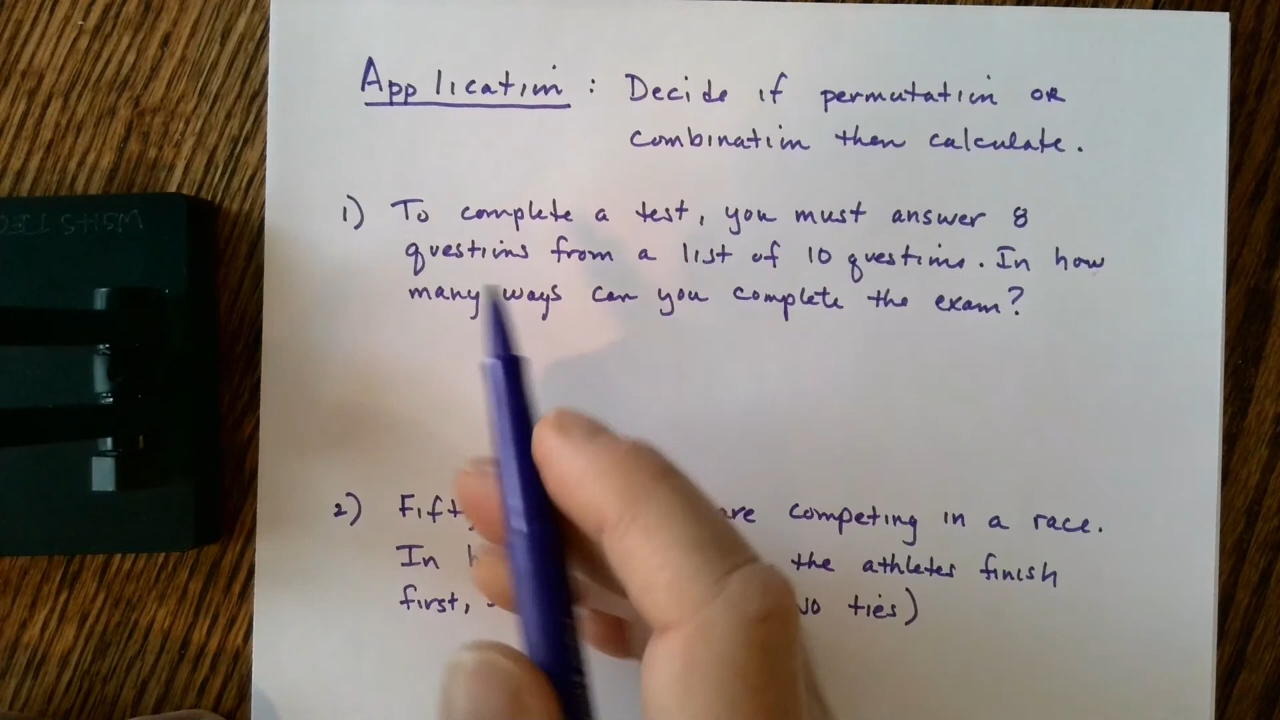 Application : Decide if permutation OR
combination then calculate.
1) To complete a test, you must answer 8
questions from a list of 10 questions. In how
many ways can you complete the exam?
2) competing in a race.
In the athletes finish
first, ties)